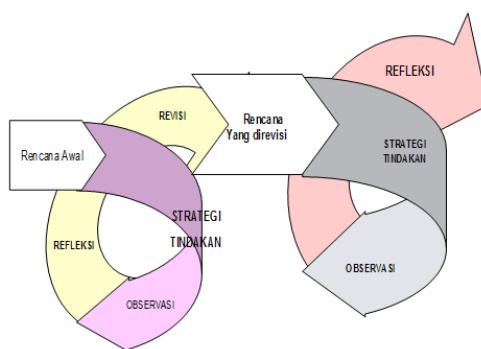 Rencana Awal
STRATEGI
TINDAKAN
OBSERVASI
REFLEKSI
REVISI
Rencana
Yang direvisi
STRATEGI
TINDAKAN
OBSERVASI
REFLEKSI